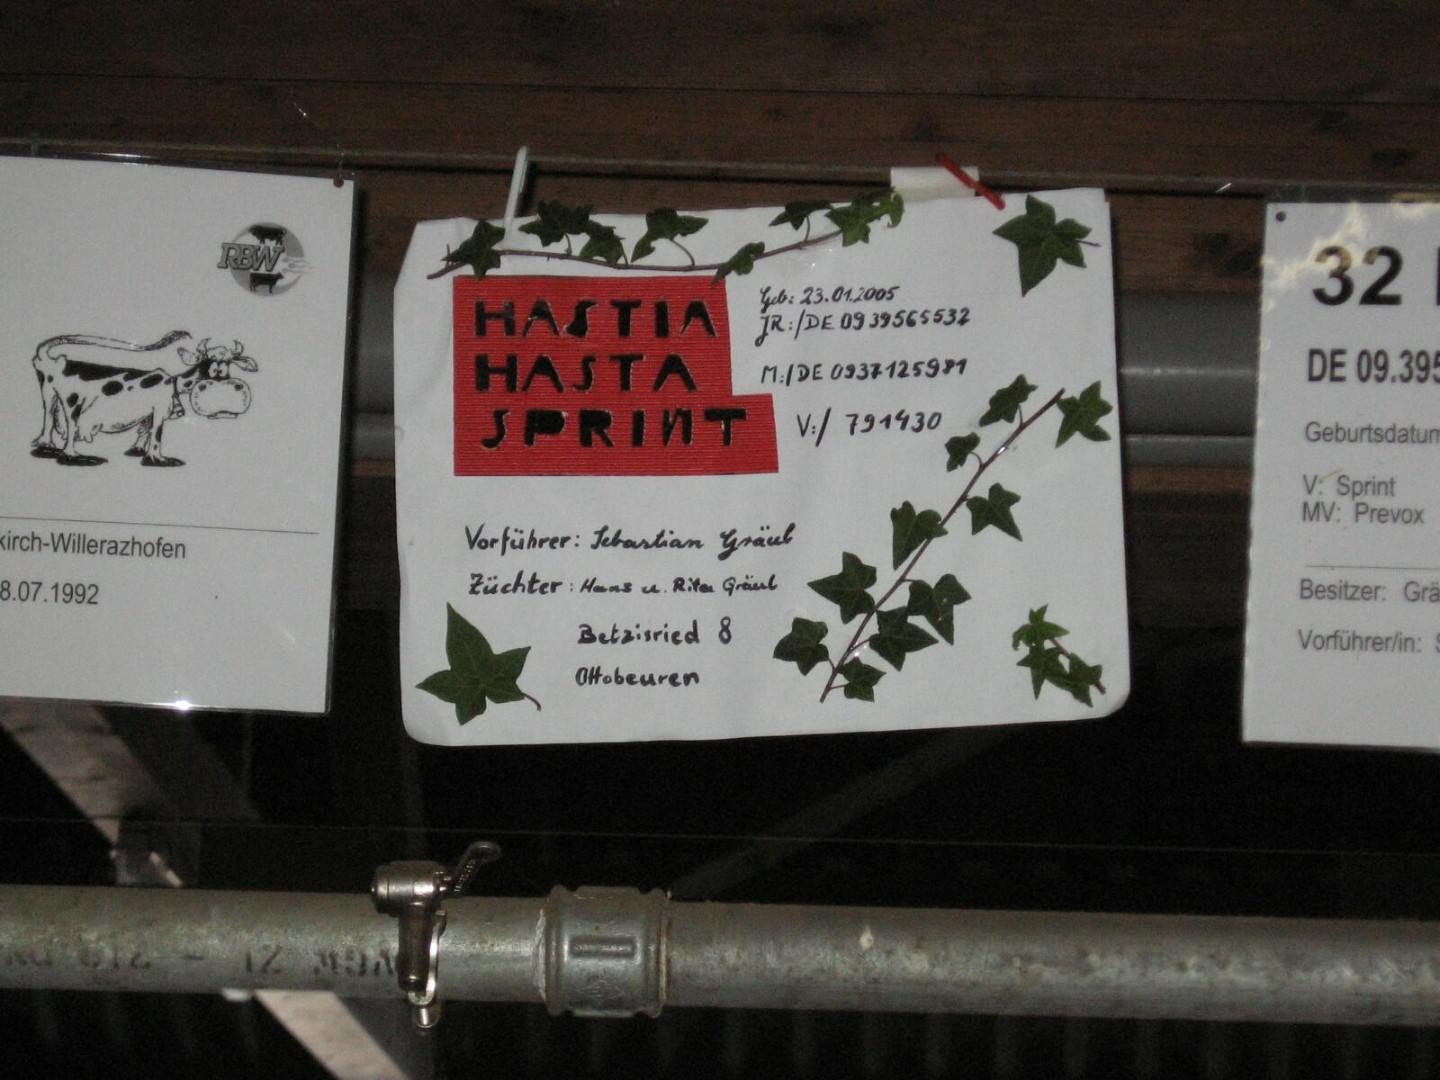 RBW
kirch-Willerazhofen
8.07.1992
HASTIA
HASTA
SPRINT
Geb: 23.01.2005
JR:/DE 0939565532
M:/DE 0937125981
V:/ 791430
Vorführer: Sebastian Gräul
Züchter: Hans u. Rita Gräul
Betzisried 8
Ottobeuren
32
DE 09.395
Geburtsdatum
V: Sprint
MV: Prevox
Besitzer: Grä
Vorführer/in: S